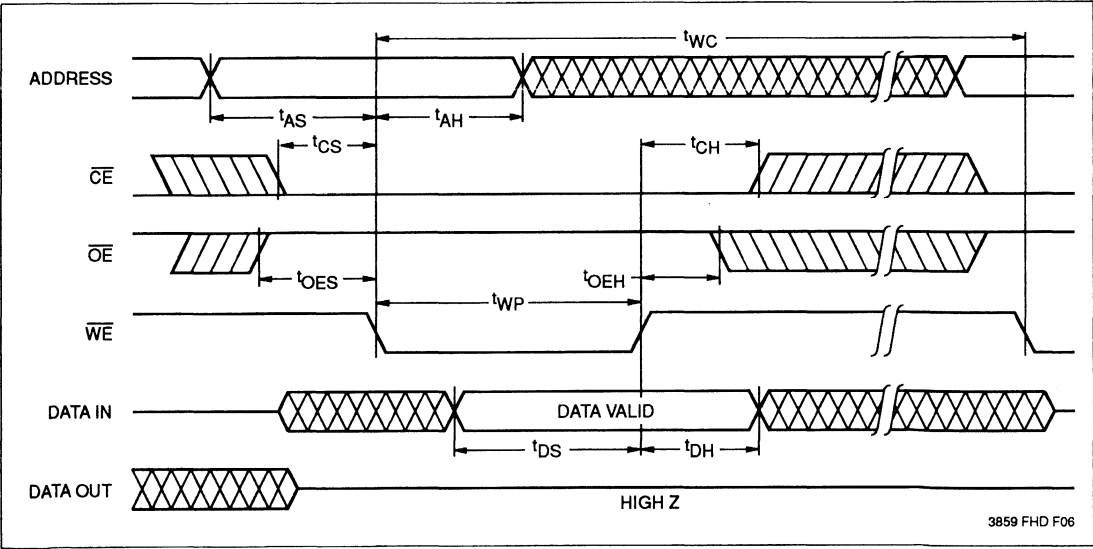 tWC
ADDRESS
tAS
tAH
tCS
tCH
CE
OE
tOES
tOEH
tWP
WE
DATA IN
DATA VALID
tDS
tDH
DATA OUT
HIGH Z
3859 FHD F06